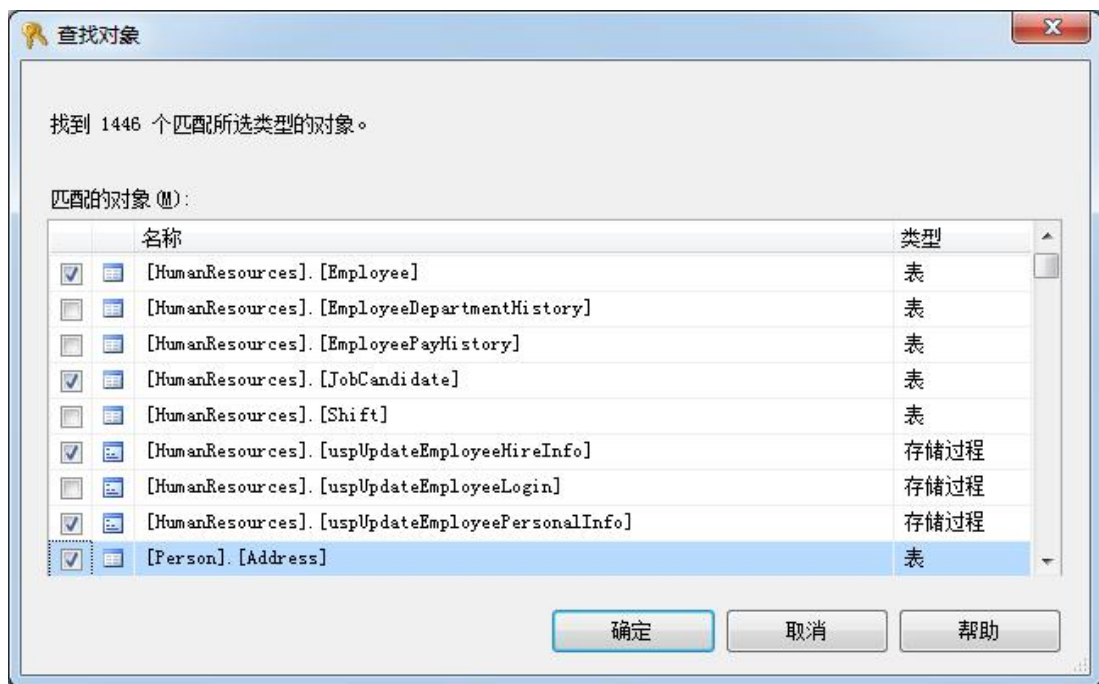 查找对象
找到 1446 个匹配所选类型的对象。
匹配的对象(M):
名称 类型
[HumanResources].[Employee] 表
[HumanResources].[EmployeeDepartmentHistory] 表
[HumanResources].[EmployeePayHistory] 表
[HumanResources].[JobCandidate] 表
[HumanResources].[Shift] 表
[HumanResources].[uspUpdateEmployeeHireInfo] 存储过程
[HumanResources].[uspUpdateEmployeeLogin] 存储过程
[HumanResources].[uspUpdateEmployeePersonalInfo] 存储过程
[Person].[Address] 表
确定 取消 帮助